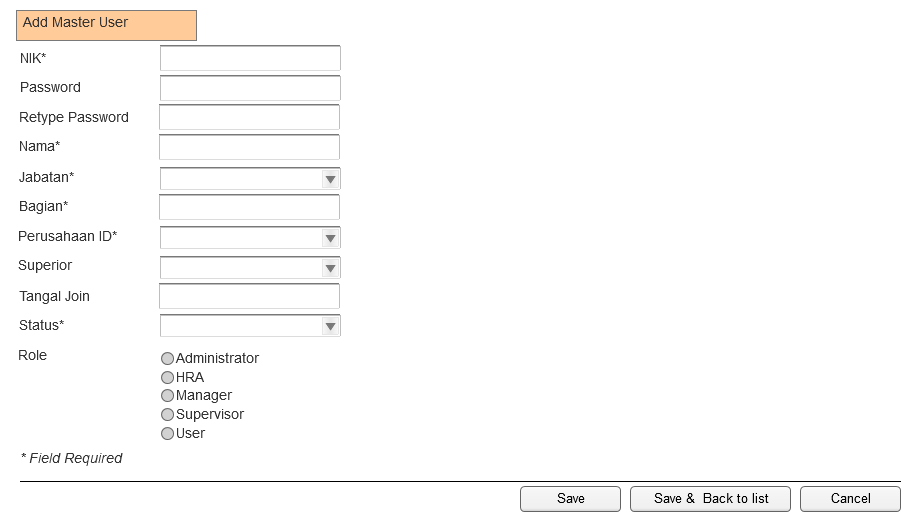 Add Master User
NIK*
Password
Retype Password
Nama*
Jabatan*
Bagian*
Perusahaan ID*
Superior
Tangal Join
Status*
Role
Administrator
HRA
Manager
Supervisor
User
* Field Required
Save
Save & Back to list
Cancel